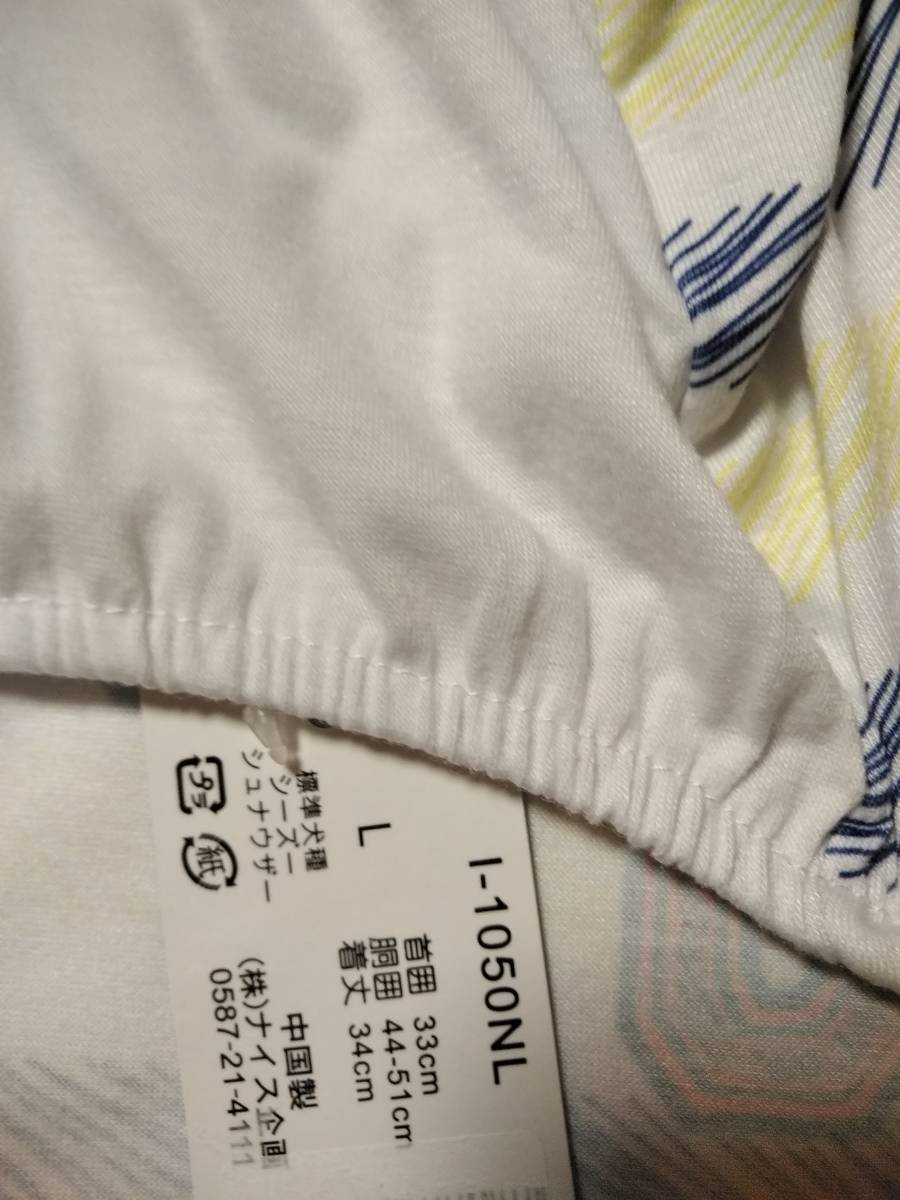 I-1050NL
L
首囲 33cm
胴囲 44-51cm
着丈 34cm
標準犬種
シーズー
シュナウザー
中国製
(株)ナイス企画
0587-21-4111
プラ
紙